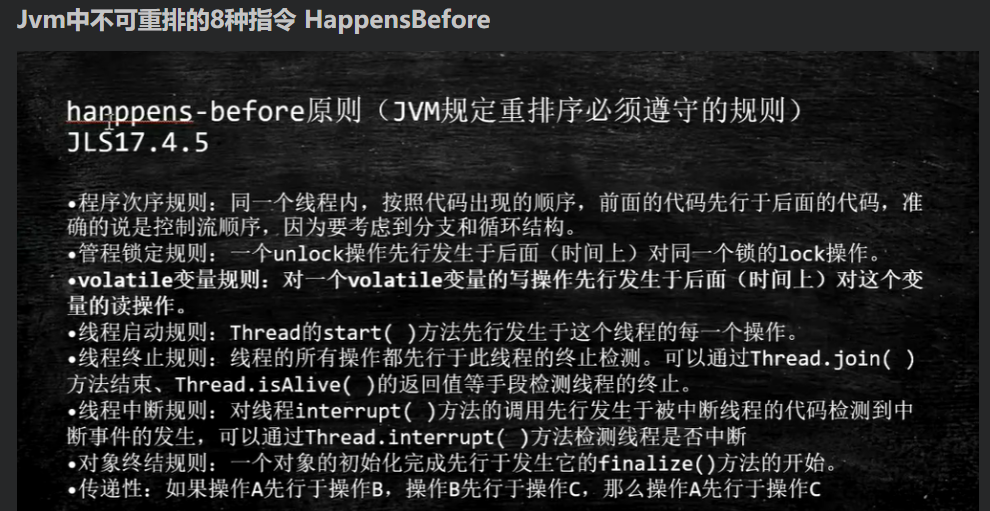 Jvm中不可重排的8种指令 HappensBefore
hanppens-before原则（JVM规定重排序必须遵守的规则）
JLS17.4.5
•程序次序规则：同一个线程内，按照代码出现的顺序，前面的代码先行于后面的代码，准
确的说是控制流顺序，因为要考虑到分支和循环结构。
•管程锁定规则：一个unlock操作先行发生于后面（时间上）对同一个锁的lock操作。
•volatile变量规则：对一个volatile变量的写操作先行发生于后面（时间上）对这个变
量的读操作。
•线程启动规则：Thread的start( )方法先行发生于这个线程的每一个操作。
•线程终止规则：线程的所有操作都先行于此线程的终止检测。可以通过Thread.join( )
方法结束、Thread.isAlive( )的返回值等手段检测线程的终止。
•线程中断规则：对线程interrupt( )方法的调用先行发生于被中断线程的代码检测到中
断事件的发生，可以通过Thread.interrupt( )方法检测线程是否中断
•对象终结规则：一个对象的初始化完成先行于发生它的finalize()方法的开始。
•传递性：如果操作A先行于操作B，操作B先行于操作C，那么操作A先行于操作C